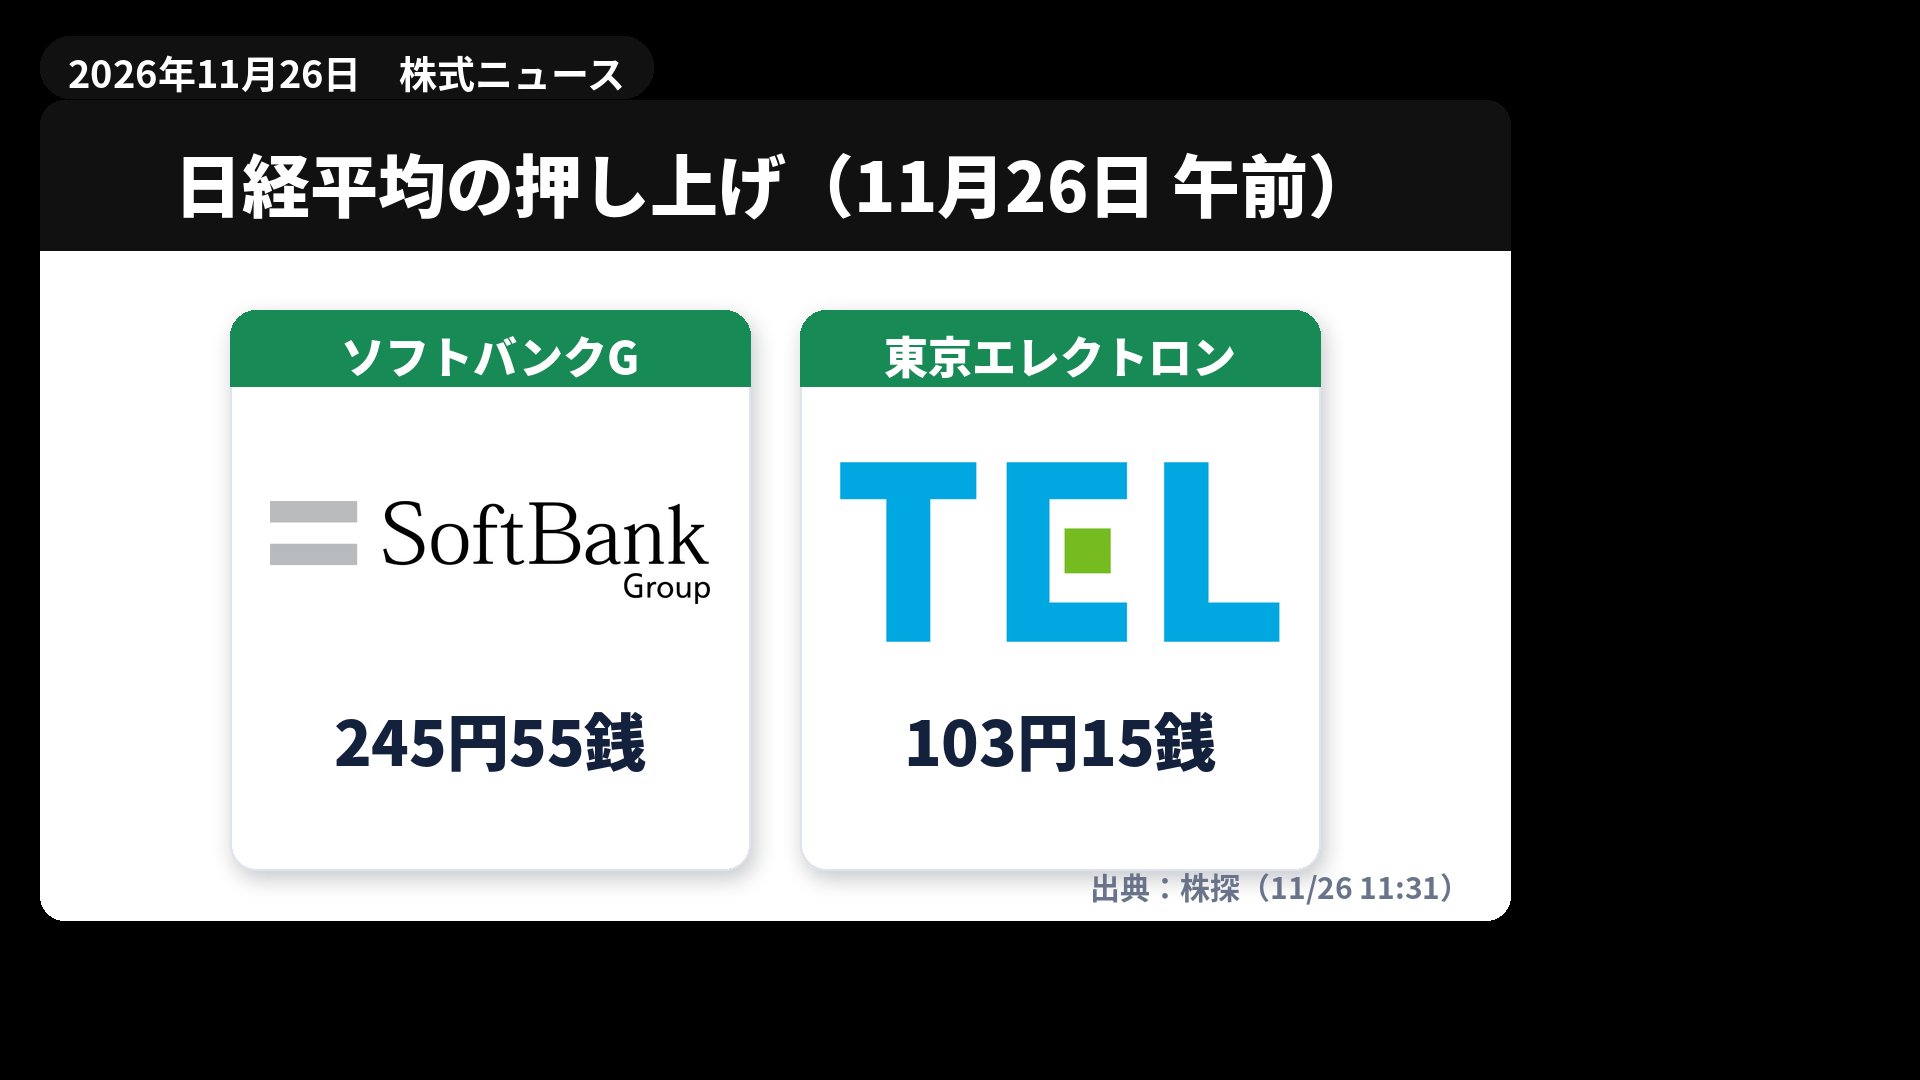 2026年11月26日　株式ニュース
日経平均の押し上げ（11月26日 午前）
ソフトバンクG
SoftBank
Group
245円55銭
東京エレクトロン
TEL
103円15銭
出典：株探（11/26 11:31）